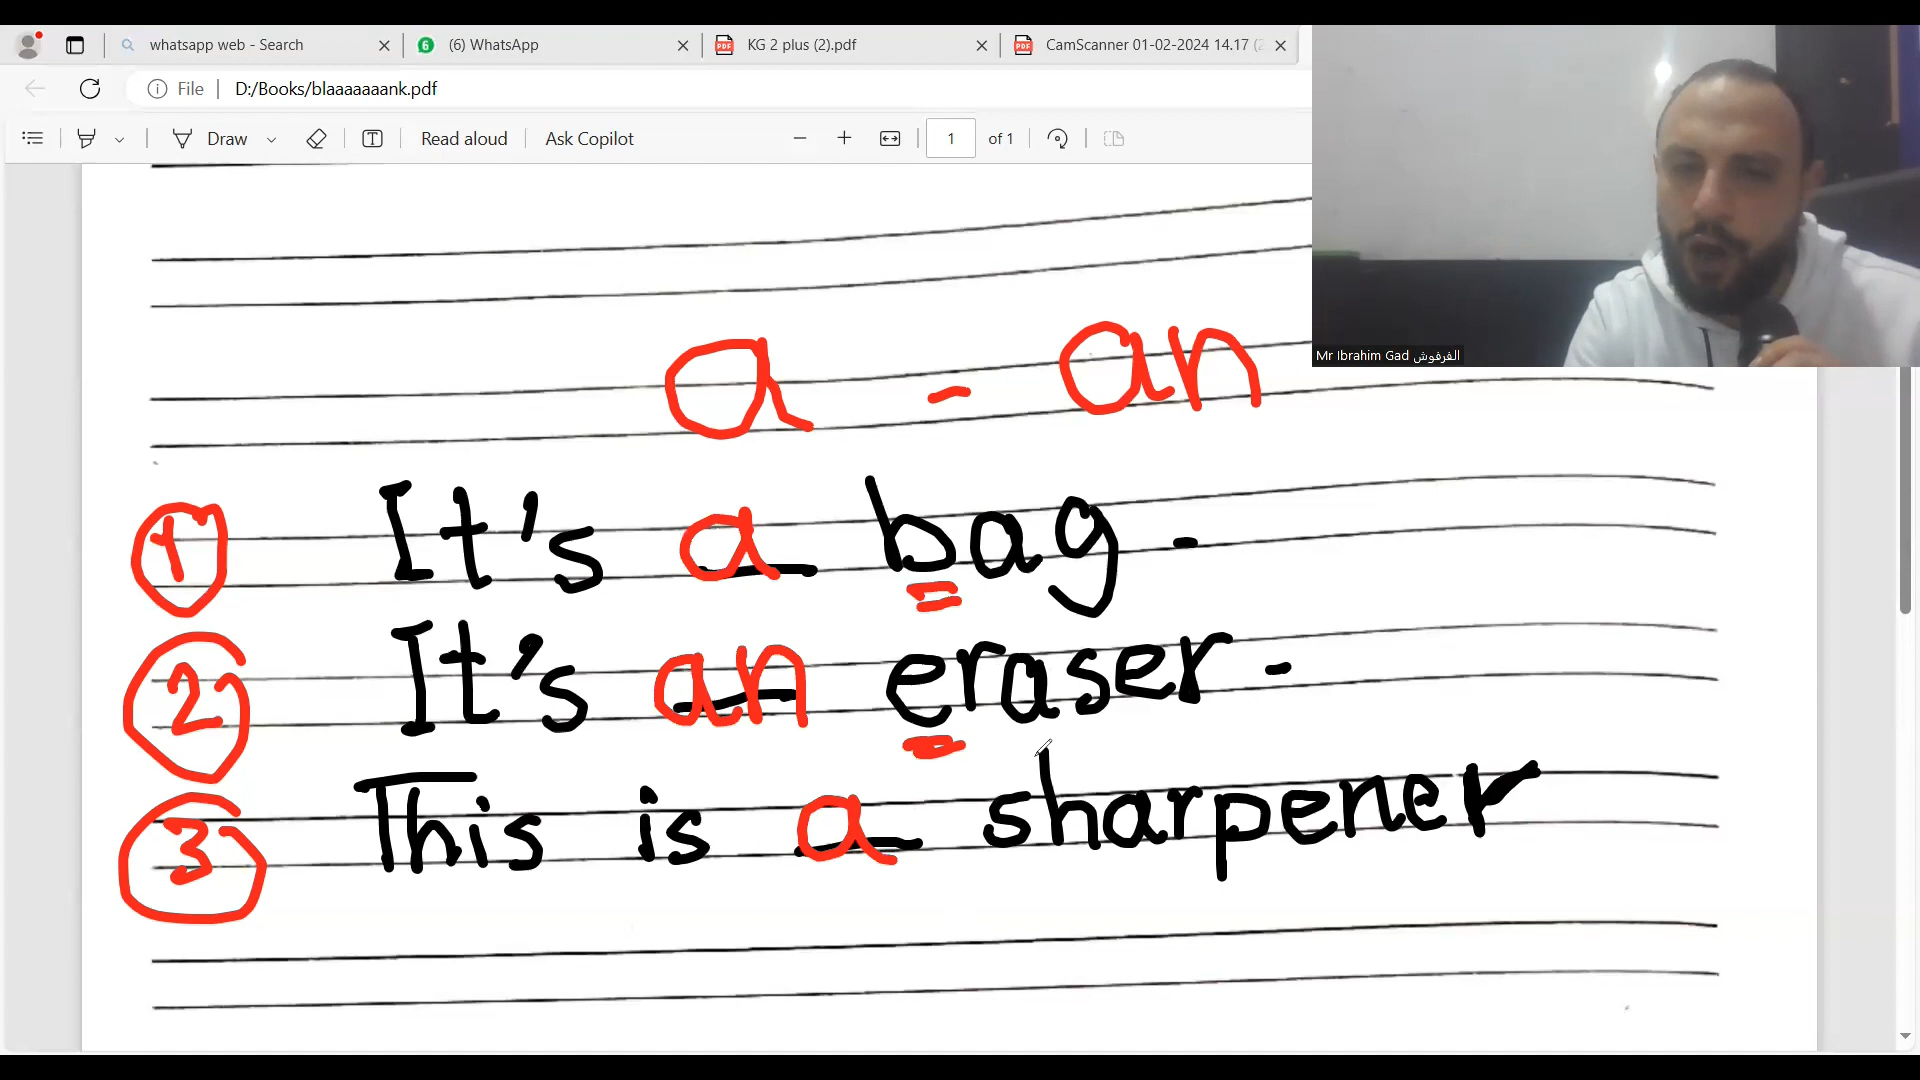 whatsapp web - Search
(6) WhatsApp
KG 2 plus (2).pdf
CamScanner 01-02-2024 14.17 (2
File D:/Books/blaaaaaaank.pdf
Draw
Read aloud
Ask Copilot
1 of 1
Mr Ibrahim Gad الفرفوش
a - an
1 It's a bag.
2 It's an eraser.
3 This is a sharpener